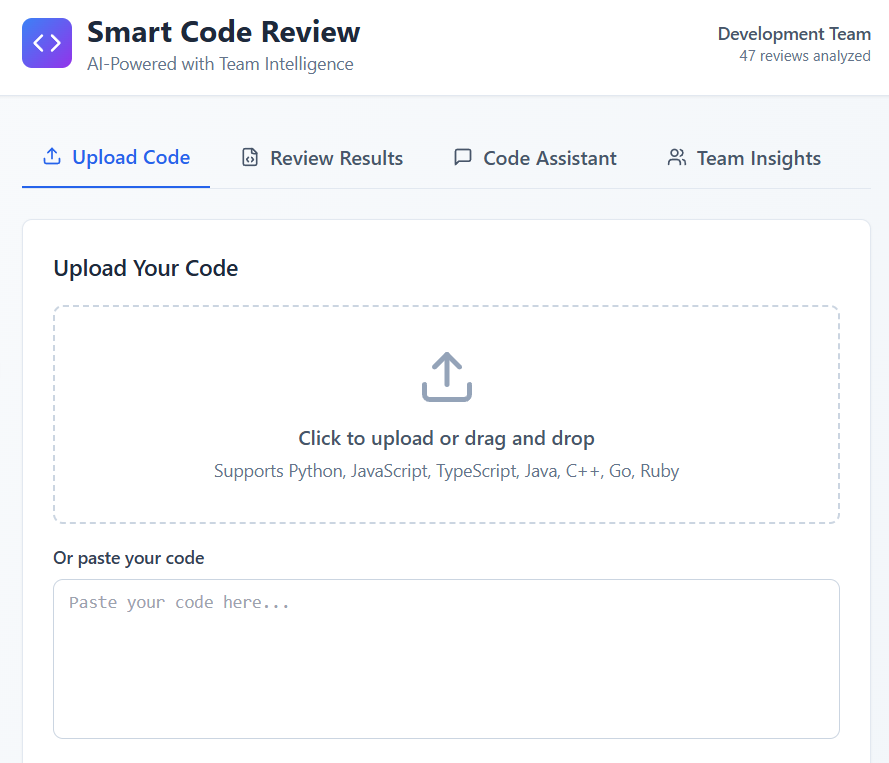 Smart Code Review
AI-Powered with Team Intelligence
Development Team
47 reviews analyzed
Upload Code
Review Results
Code Assistant
Team Insights
Upload Your Code
Click to upload or drag and drop
Supports Python, JavaScript, TypeScript, Java, C++, Go, Ruby
Or paste your code
Paste your code here...